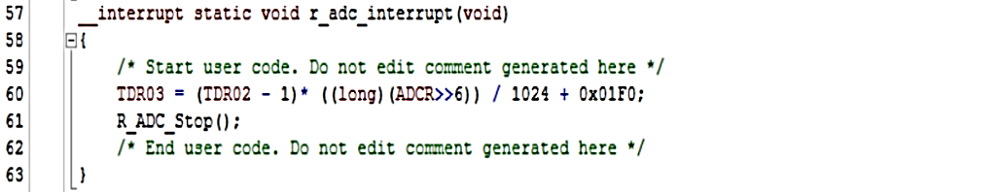 57 __interrupt static void r_adc_interrupt(void)
58 {
59 /* Start user code. Do not edit comment generated here */
60 TDR03 = (TDR02 - 1)* ((long)(ADCR>>6)) / 1024 + 0x01F0;
61 R_ADC_Stop();
62 /* End user code. Do not edit comment generated here */
63 }